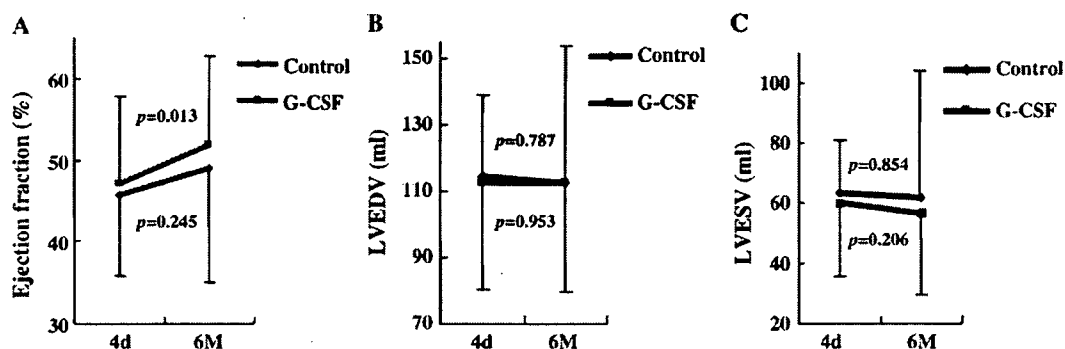 A
Ejection fraction (%)
60
50
40
30
p=0.013
p=0.245
4d
6M
Control
G-CSF
B
LVEDV (ml)
150
130
110
90
70
p=0.787
p=0.953
4d
6M
C
LVESV (ml)
100
80
60
40
20
p=0.854
p=0.206
4d
6M
Control
G-CSF